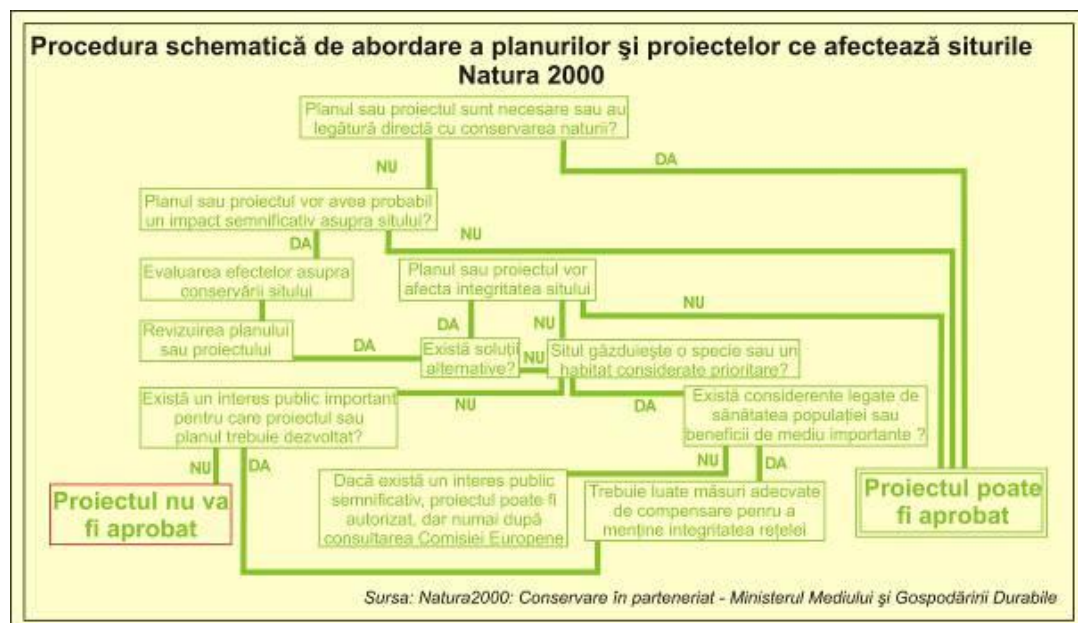 Procedura schematică de abordare a planurilor şi proiectelor ce afectează siturile
Natura 2000
Planul sau proiectul sunt necesare sau au
legătură directă cu conservarea naturii?
NU
DA
Planul sau proiectul vor avea probabil
un impact semnificativ asupra sitului?
DA
NU
Evaluarea efectelor asupra
conservării sitului
Planul sau proiectul vor
afecta integritatea sitului
DA
NU
NU
Revizuirea planului
sau proiectului
DA
Există soluţii
alternative?
NU
Situl găzduieşte o specie sau un
habitat considerate prioritare?
NU
DA
Există un interes public important
pentru care proiectul sau
planul trebuie dezvoltat?
Există considerente legate de
sănătatea populaţiei sau
beneficii de mediu importante ?
NU
DA
NU
DA
Proiectul nu va
fi aprobat
Dacă există un interes public
semnificativ, proiectul poate fi
autorizat, dar numai după
consultarea Comisiei Europene
Trebuie luate măsuri adecvate
de compensare penru a
menţine integritatea reţelei
Proiectul poate
fi aprobat
Sursa: Natura2000: Conservare în parteneriat - Ministerul Mediului şi Gospodăririi Durabile